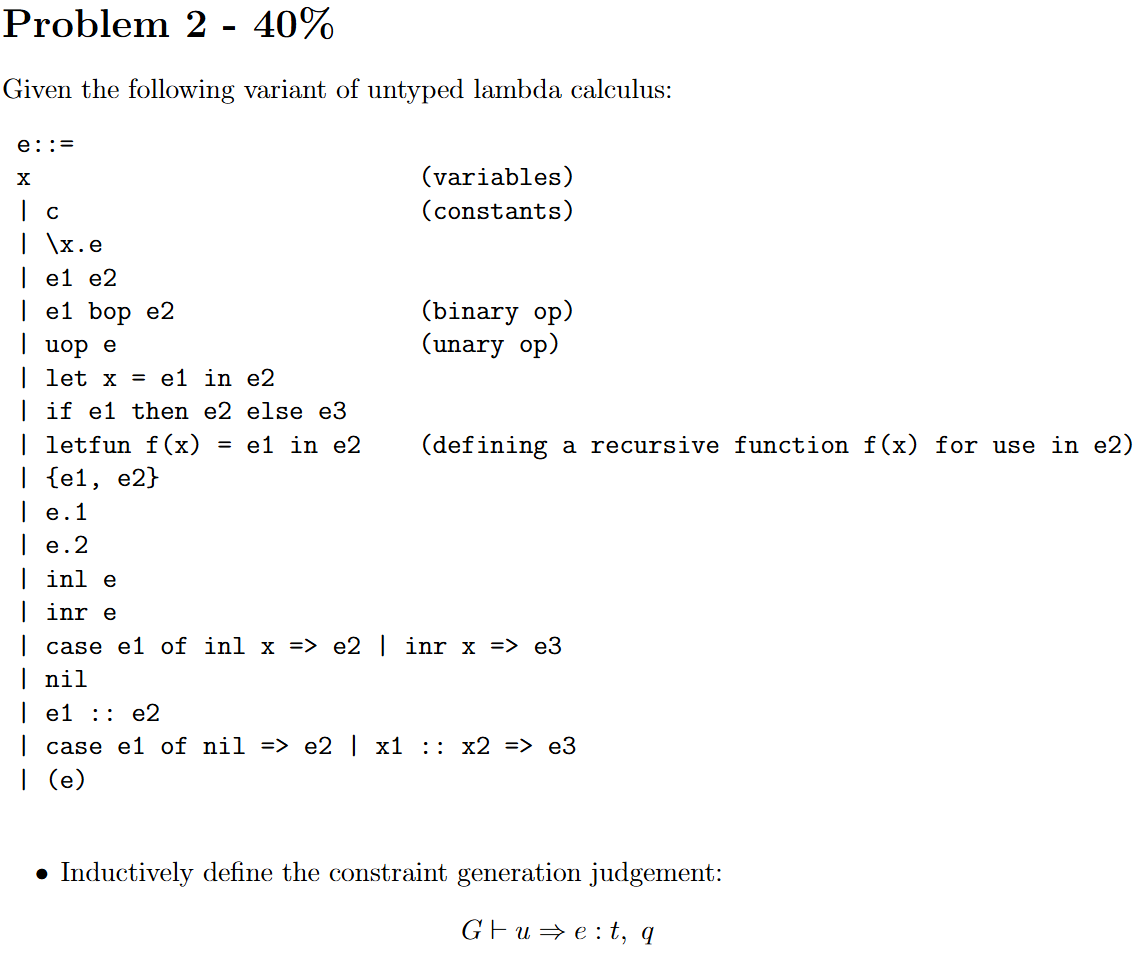 Problem 2 - 40%
Given the following variant of untyped lambda calculus:
e::=
x (variables)
| c (constants)
| \x.e
| e1 e2
| e1 bop e2 (binary op)
| uop e (unary op)
| let x = e1 in e2
| if e1 then e2 else e3
| letfun f(x) = e1 in e2 (defining a recursive function f(x) for use in e2)
| {e1, e2}
| e.1
| e.2
| inl e
| inr e
| case e1 of inl x => e2 | inr x => e3
| nil
| e1 :: e2
| case e1 of nil => e2 | x1 :: x2 => e3
| (e)
• Inductively define the constraint generation judgement:
G ⊢ u ⇒ e : t, q